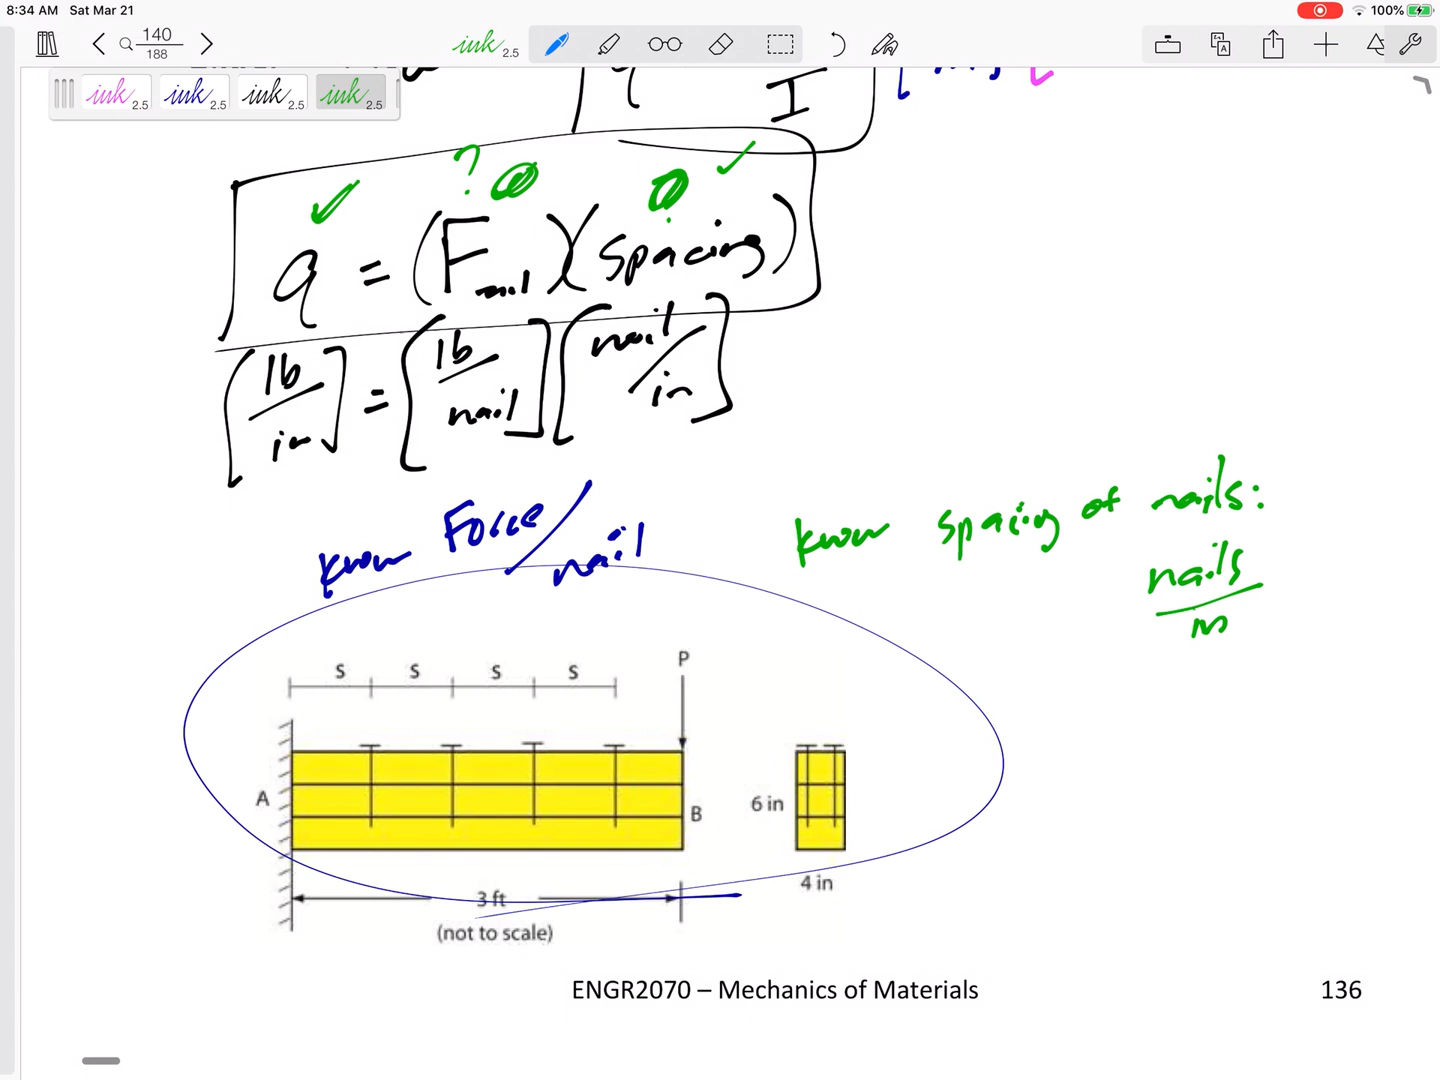 8:34 AM Sat Mar 21
100%
140
188
ink 2.5
ink 2.5 ink 2.5 ink 2.5 ink 2.5
I
? 
q = (F nail)(spacing)
[lb/in] = [lb/nail][nail/in]
know Force/nail
know spacing of nails:
nails
in
S S S S
P
A
B
6 in
4 in
3 ft
(not to scale)
ENGR2070 – Mechanics of Materials
136